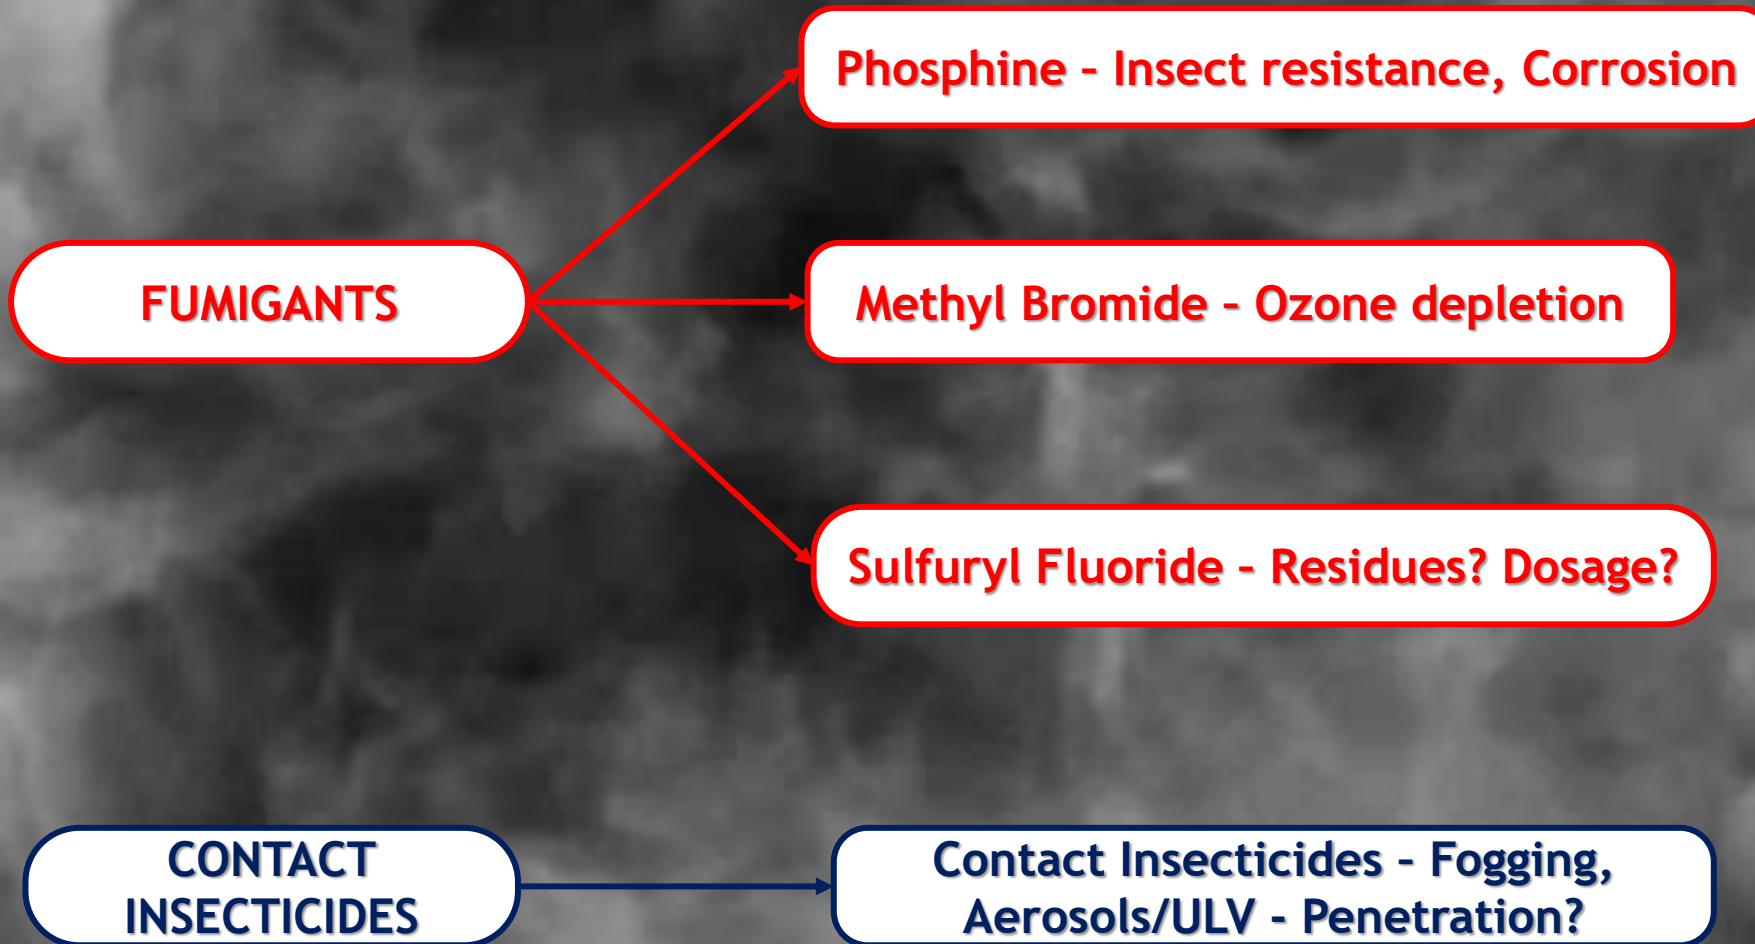 Phosphine – Insect resistance, Corrosion
FUMIGANTS
Methyl Bromide – Ozone depletion
Sulfuryl Fluoride – Residues? Dosage?
CONTACT
INSECTICIDES
Contact Insecticides – Fogging,
Aerosols/ULV - Penetration?